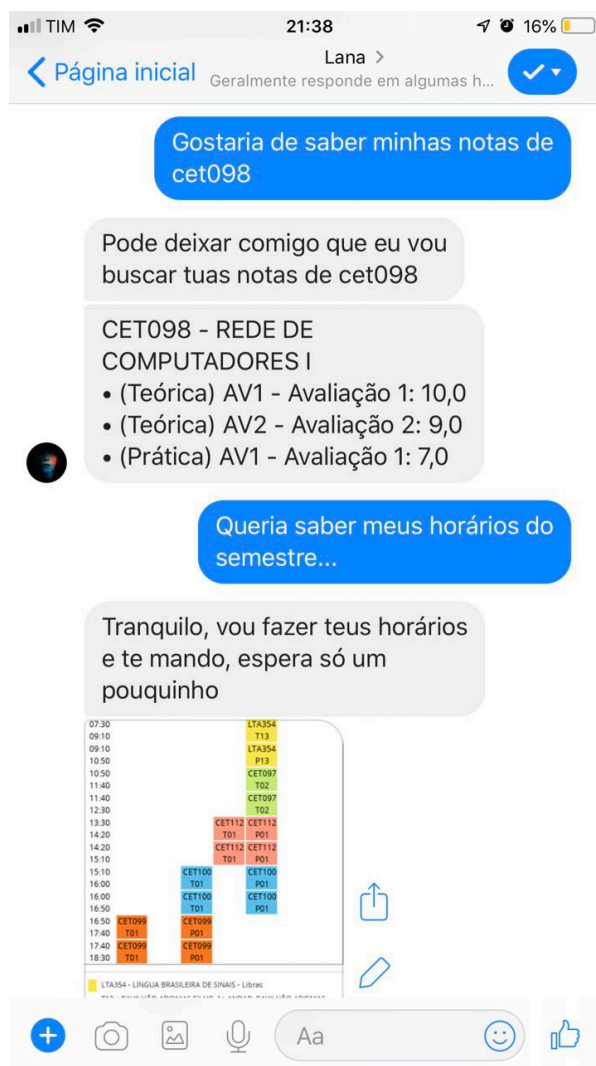 TIM
21:38
16%
Página inicial
Lana >
Geralmente responde em algumas h...
Gostaria de saber minhas notas de
cet098
Pode deixar comigo que eu vou
buscar tuas notas de cet098
CET098 - REDE DE
COMPUTADORES I
• (Teórica) AV1 - Avaliação 1: 10,0
• (Teórica) AV2 - Avaliação 2: 9,0
• (Prática) AV1 - Avaliação 1: 7,0
Queria saber meus horários do
semestre...
Tranquilo, vou fazer teus horários
e te mando, espera só um
pouquinho
07:30 LTA354
09:10 T13
09:10 LTA354
10:50 P13
10:50 CET097
11:40 T02
11:40 CET097
12:30 T02
13:30 CET112 CET112
14:20 T01 P01
14:20 CET112 CET112
15:10 T01 P01
15:10 CET100 CET100
16:00 T01 P01
16:00 CET100 CET100
16:50 T01 P01
16:50 CET099 CET099
17:40 T01 P01
17:40 CET099 CET099
18:30 T01 P01
LTA354 - LÍNGUA BRASILEIRA DE SINAIS - Libras
Aa